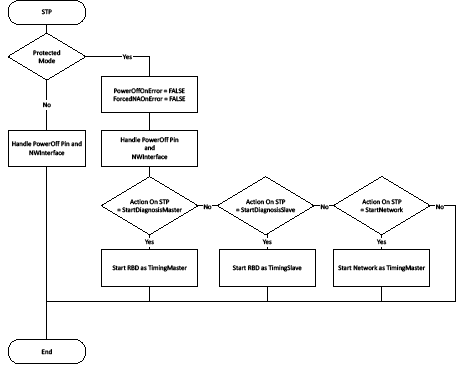 STP
Protected
Mode
Yes
No
PowerOffOnError = FALSE
ForcedNAOnError = FALSE
Handle PowerOff Pin and
NWInterface
Handle PowerOff Pin
and
NWInterface
Action On STP
= StartDiagnosisMaster
No
Action On STP
= StartDiagnosisSlave
No
Action On STP
= StartNetwork
No
Yes
Yes
Yes
Start RBD as TimingMaster
Start RBD as TimingSlave
Start Network as TimingMaster
End